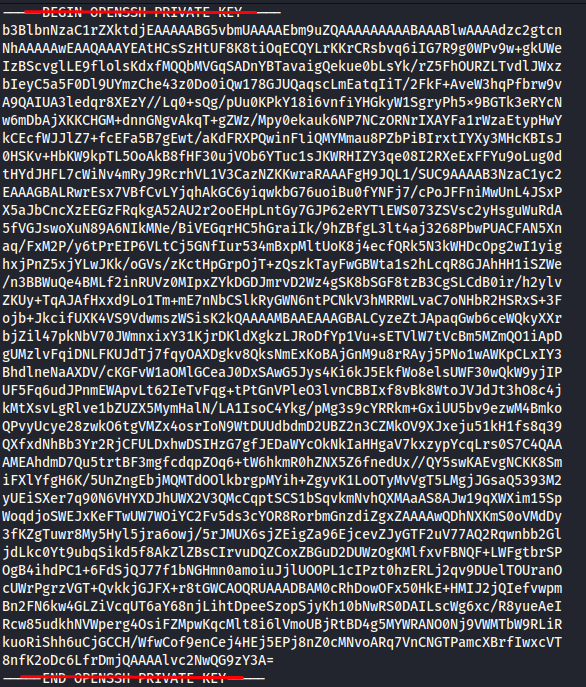 -----BEGIN OPENSSH PRIVATE KEY-----
b3BlbnNzaC1rZXktdjEAAAAABG5vbmUAAAAEbm9uZQAAAAAAAAABAAABlwAAAAdzc2gtcn
NhAAAAAwEAAQAAAYEAtHCsSzHtUF8K8tiOqECQYLrKKrCRsbvq6iIG7R9g0WPv9w+gkUWe
IzBScvglLE9flolsKdxfMQQbMVGqSADnYBTavaigQekue0bLsYk/rZ5FhOURZLTvdlJWxz
bIeyC5a5F0Dl9UYmzChe43z0Do0iQw178GJUQaqscLmEatqIiT/2FkF+AveW3hqPfbrw9v
A9QAIUA3ledqr8XEzY//Lq0+sQg/pUu0KPkY18i6vnfiYHGkyW1SgryPh5×9BGTk3eRYcN
w6mDbAjXKKCHGM+dnnGNgvAkqT+gZWz/Mpy0ekauk6NP7NCzORNrIXAYFa1rWzaEtypHwY
kCEcfWJJlZ7+fcEFa5B7gEwt/aKdFRXPQwinFliQMYMmau8PZbPiBIrxtIYXy3MHcKBIsJ
0HSKv+HbKW9kpTL5OoAkB8fHF30ujVOb6YTuc1sJKWRHIZY3qe08I2RXeExFFYu9oLug0d
tHYdJHFL7cWiNv4mRyJ9RcrhVL1V3CazNZKKwraRAAAFgH9JQL1/SUC9AAAAB3NzaC1yc2
EAAAGBALRwrEsx7VBfCvLYjqhAkGC6yiqwkbG76uoiBu0fYNFj7/cPoJFFniMwUnL4JSxP
X5aJbCncXzEEGzFRqkgA52AU2r2ooEHpLntGy7GJP62eRYTlEWS073ZSVsc2yHsguWuRdA
5fVGJswoXuN89A6NIkMNe/BiVEGqrHC5hGraiIk/9hZBfgL3lt4aj3268PbwPUACFAN5Xn
aq/FxM2P/y6tPrEIP6VLtCj5GNfIur534mBxpMltUoK8j4ecfQRk5N3kWHDcOpg2wI1yig
hxjPnZ5xjYLwJKk/oGVs/zKctHpGrpOjT+zQszkTayFwGBWta1s2hLcqR8GJAhHH1iSZWe
/n3BBWuQe4BMLf2inRUVz0MIpxZYkDGDJmrvD2Wz4gSK8bSGF8tzB3CgSLCdB0ir/h2ylv
ZKUy+TqAJAfHxxd9Lo1Tm+mE7nNbCSlkRyGWN6ntPCNkV3hMRRWLvaC7oNHbR2HSRxS+3F
ojb+JkcifUXK4VS9VdwmszWSisK2kQAAAAMBAAEAAAGBALCyzeZtJApaqGwb6ceWQkyXXr
bjZil47pkNbV70JWmnxixY31KjrDKldXgkzLJRoDfYp1Vu+sETVlW7tVcBm5MZmQO1iApD
gUMzlvFqiDNLFKUJdTj7fqyOAXDgkv8QksNmExKoBAjGnM9u8rRAyj5PNo1wAWKpCLxIY3
BhdlneNaAXDV/cKGFvW1aOMlGCeaJ0DxSAwG5Jys4Ki6kJ5EkfWo8elsUWF30wQkW9yjIP
UF5Fq6udJPnmEWApvLt62IeTvFqg+tPtGnVPleO3lvnCBBIxf8vBk8WtoJVJdJt3hO8c4j
kMtXsvLgRlve1bZUZX5MymHalN/LA1IsoC4Ykg/pMg3s9cYRRkm+GxiUU5bv9ezwM4Bmko
QPvyUcye28zwkO6tgVMZx4osrIoN9WtDUUdbdmD2UBZ2n3CZMkOV9XJxeju51kH1fs8q39
QXfxdNhBb3Yr2RjCFULDxhwDSIHzG7gfJEDaWYcOkNkIaHHgaV7kxzypYcqLrs0S7C4QAA
AMEAhdmD7Qu5trtBF3mgfcdqpZOq6+tW6hkmR0hZNX5Z6fnedUx//QY5swKAEvgNCKK8Sm
iFXlYfgH6K/5UnZngEbjMQMTdOOlkbrgpMYih+ZgyvK1LoOTyMvVgT5LMgjJGsaQ5393M2
yUEiSXer7q90N6VHYXDJhUWX2V3QMcCqptSCS1bSqvkmNvhQXMAaAS8AJw19qXWXim15Sp
WoqdjoSWEJxKeFTwUW7WOiYC2Fv5ds3cYOR8RorbmGnzdiZgxZAAAAwQDhNXKmS0oVMdDy
3fKZgTuwr8My5Hyl5jra6owj/5rJMUX6sjZEigZa96EjcevZJyGTF2uV77AQ2Rqwnbb2Gl
jdLkc0Yt9ubqSikd5f8AkZlZBsCIrvuDQZCoxZBGuD2DUWzOgKMlfxvFBNQF+LWFgtbrSP
OgB4ihdPC1+6FdSjQJ77f1bNGHmn0amoiuJjlUOOPL1cIPzt0hzERLj2qv9DUelTOUranO
cUWrPgrzVGT+QvkkjGJFX+r8tGWCAOQRUAAADBAM0cRhDowOFx50HkE+HMIJ2jQIefvwpm
Bn2FN6kw4GLZiVcqUT6aY68njLihtDpeeSzopSjyKh10bNwRS0DAILscWg6xc/R8yueAeI
Rcw85udkhNVWperg4OsiFZMpwKqcMlt8i6lVmoUBjRtBD4g5MYWRANO0Nj9VWMTbW9RLiR
kuoRiShh6uCjGCCH/WfwCof9enCej4HEj5EPj8nZ0cMNvoARq7VnCNGTPamcXBrfIwxcVT
8nfK2oDc6LfrDmjQAAAAlvc2NwQG9zY3A=
-----END OPENSSH PRIVATE KEY-----